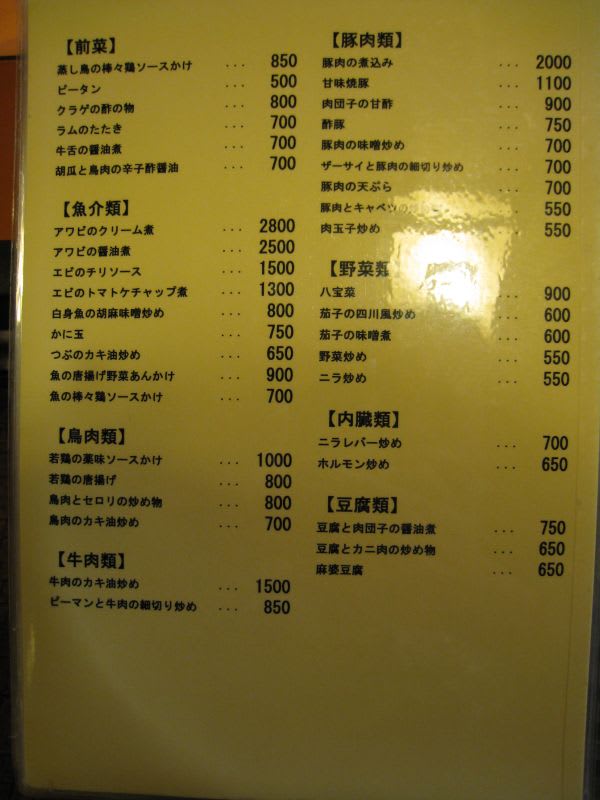 【前菜】
蒸し鳥の棒々鶏ソースかけ ... 850
ピータン ... 500
クラゲの酢の物 ... 800
ラムのたたき ... 700
牛舌の醤油煮 ... 700
胡瓜と鳥肉の辛子酢醤油 ... 700
【魚介類】
アワビのクリーム煮 ... 2800
アワビの醤油煮 ... 2500
エビのチリソース ... 1500
エビのトマトケチャップ煮 ... 1300
白身魚の胡麻味噌炒め ... 800
かに玉 ... 750
つぶのカキ油炒め ... 650
魚の唐揚げ野菜あんかけ ... 900
魚の棒々鶏ソースかけ ... 700
【鳥肉類】
若鶏の薬味ソースかけ ... 1000
若鶏の唐揚げ ... 800
鳥肉とセロリの炒め物 ... 800
鳥肉のカキ油炒め ... 700
【牛肉類】
牛肉のカキ油炒め ... 1500
ピーマンと牛肉の細切り炒め ... 850
【豚肉類】
豚肉の煮込み ... 2000
甘味焼豚 ... 1100
肉団子の甘酢 ... 900
酢豚 ... 750
豚肉の味噌炒め ... 700
ザーサイと豚肉の細切り炒め ... 700
豚肉の天ぷら ... 700
豚肉とキャベツの ... 550
肉玉子炒め ... 550
【野菜類】
八宝菜 ... 900
茄子の四川風炒め ... 600
茄子の味噌煮 ... 600
野菜炒め ... 550
ニラ炒め ... 550
【内臓類】
ニラレバー炒め ... 700
ホルモン炒め ... 650
【豆腐類】
豆腐と肉団子の醤油煮 ... 750
豆腐とカニ肉の炒め物 ... 650
麻婆豆腐 ... 650